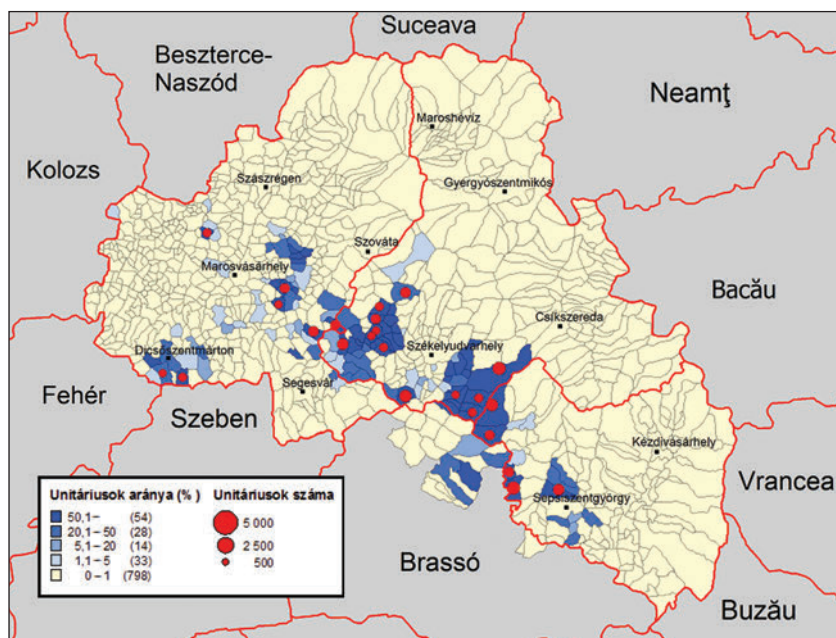 Suceava
Beszterce-
Naszód
Neamţ
Maroshévíz
Kolozs
Szászrégen
Gyergyószentmikós
Szováta
Marosvásárhely
Bacău
Csíkszereda
Dicsőszentmárton
Székelyudvarhely
Fehér
Segesvár
Szeben
Kézdivásárhely
Vrancea
Sepsiszentgyörgy
Brassó
Buzău
Unitáriusok aránya (% )
50,1– (54)
20,1–50 (28)
5,1–20 (14)
1,1–5 (33)
0–1 (798)
Unitáriusok száma
5 000
2 500
500